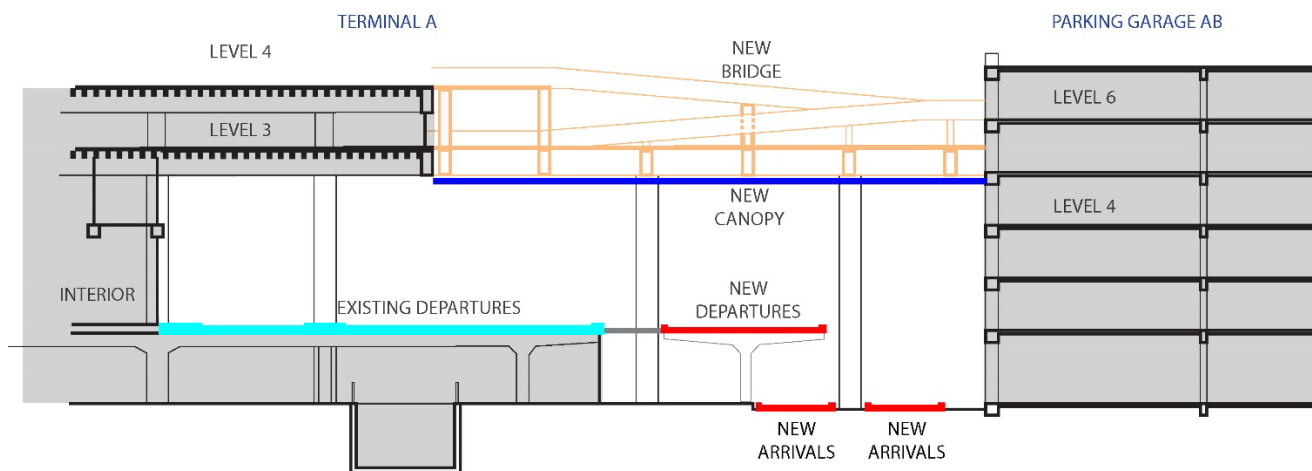 TERMINAL A
PARKING GARAGE AB
LEVEL 4
NEW
BRIDGE
LEVEL 6
LEVEL 3
NEW
CANOPY
LEVEL 4
INTERIOR
EXISTING DEPARTURES
NEW
DEPARTURES
NEW
ARRIVALS
NEW
ARRIVALS